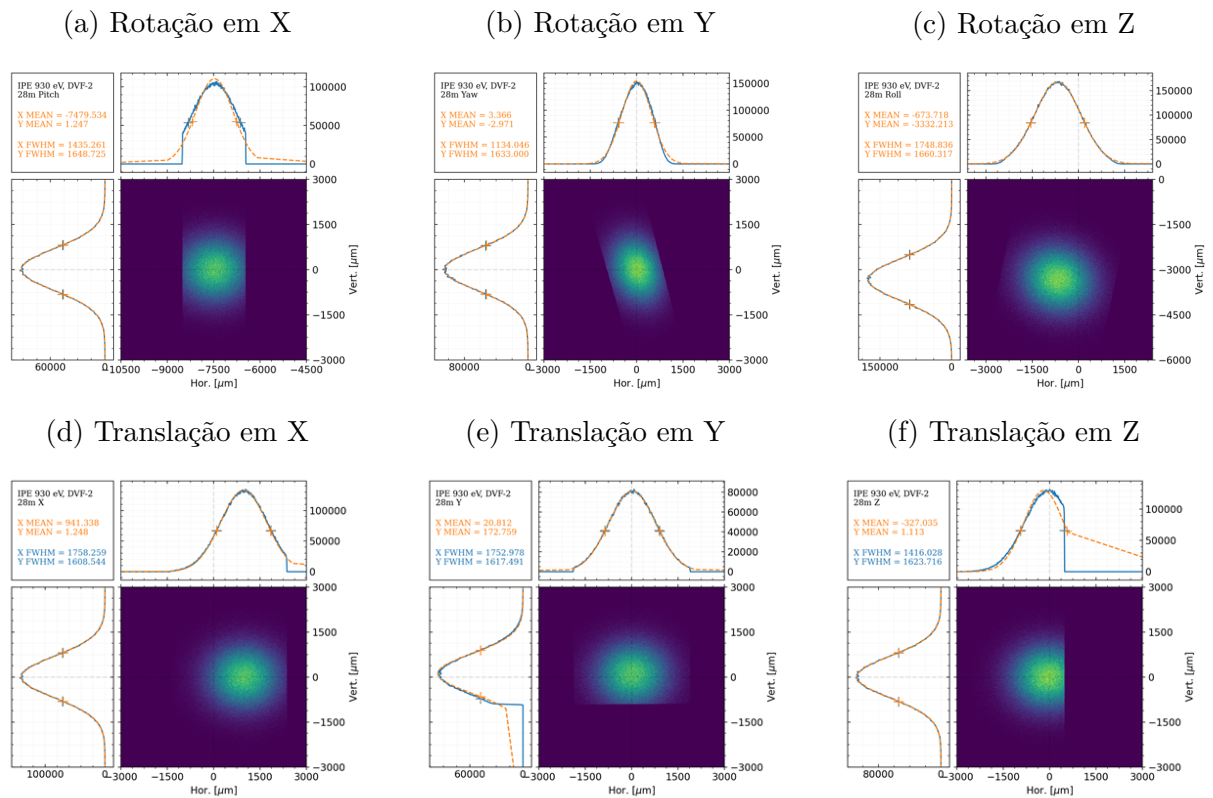 (a) Rotação em X
(b) Rotação em Y
(c) Rotação em Z
IPE 930 eV, DVF-2
28m Pitch
X MEAN = -7479.534
Y MEAN = 1.247
X FWHM = 1435.261
Y FWHM = 1648.725
100000
50000
0
3000
1500
0
−1500
−3000
Vert. [μm]
60000
0
−10500
−9000
−7500
−6000
−4500
Hor. [μm]
IPE 930 eV, DVF-2
28m Yaw
X MEAN = 3.366
Y MEAN = -2.971
X FWHM = 1134.046
Y FWHM = 1633.000
150000
100000
50000
0
3000
1500
0
−1500
−3000
Vert. [μm]
80000
0
−3000
−1500
0
1500
3000
Hor. [μm]
IPE 930 eV, DVF-2
28m Roll
X MEAN = -673.718
Y MEAN = -3332.213
X FWHM = 1748.836
Y FWHM = 1660.317
150000
100000
50000
0
0
−1500
−3000
−4500
−6000
Vert. [μm]
150000
0
−3000
−1500
0
1500
Hor. [μm]
(d) Translação em X
(e) Translação em Y
(f) Translação em Z
IPE 930 eV, DVF-2
28m X
X MEAN = 941.338
Y MEAN = 1.248
X FWHM = 1758.259
Y FWHM = 1608.544
100000
50000
0
3000
1500
0
−1500
−3000
Vert. [μm]
100000
0
−3000
−1500
0
1500
3000
Hor. [μm]
IPE 930 eV, DVF-2
28m Y
X MEAN = 20.812
Y MEAN = 172.759
X FWHM = 1752.978
Y FWHM = 1617.491
80000
60000
40000
20000
0
3000
1500
0
−1500
−3000
Vert. [μm]
60000
0
−3000
−1500
0
1500
3000
Hor. [μm]
IPE 930 eV, DVF-2
28m Z
X MEAN = -327.035
Y MEAN = 1.113
X FWHM = 1416.028
Y FWHM = 1623.716
100000
50000
0
3000
1500
0
−1500
−3000
Vert. [μm]
80000
0
−3000
−1500
0
1500
3000
Hor. [μm]